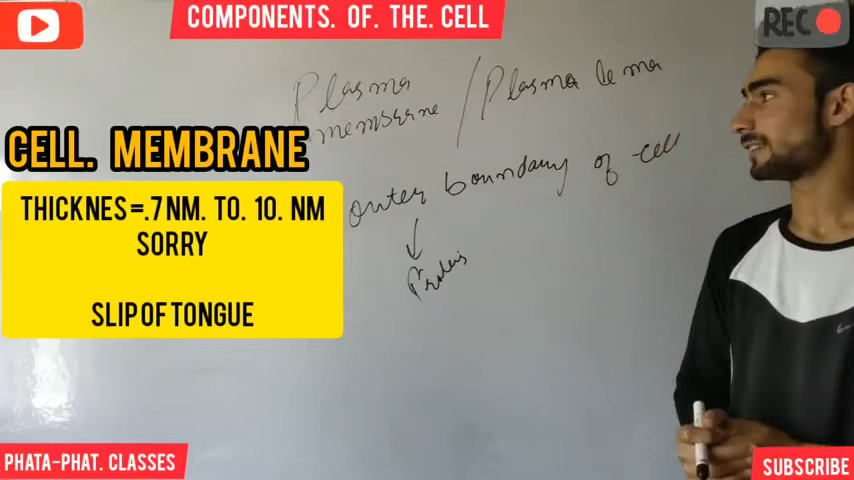 COMPONENTS. OF. THE. CELL
REC
Plasma
membrane / Plasma lema
CELL. MEMBRANE
THICKNES=.7 NM. TO. 10. NM
SORRY
SLIP OF TONGUE
outer boundary of cell
Proteins
PHATA-PHAT. CLASSES
SUBSCRIBE